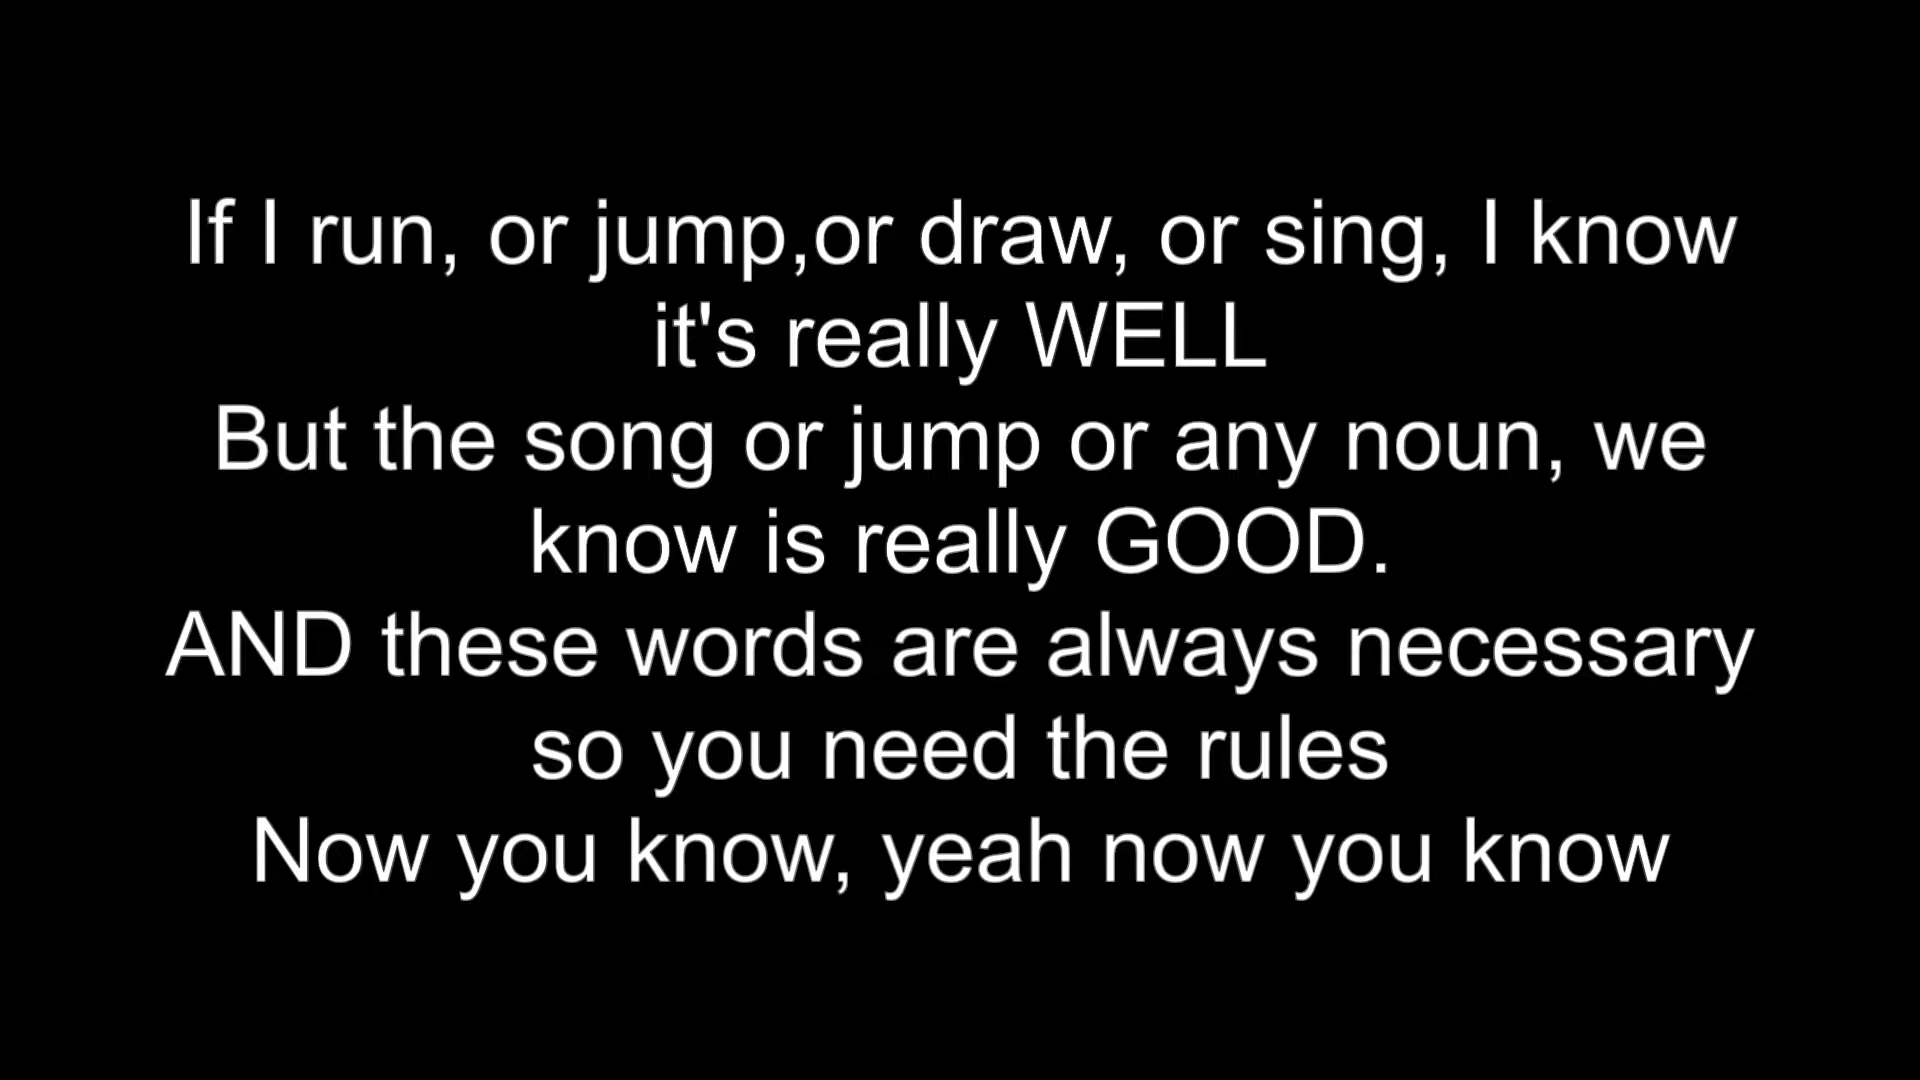 If I run, or jump,or draw, or sing, I know
it's really WELL
But the song or jump or any noun, we
know is really GOOD.
AND these words are always necessary
so you need the rules
Now you know, yeah now you know